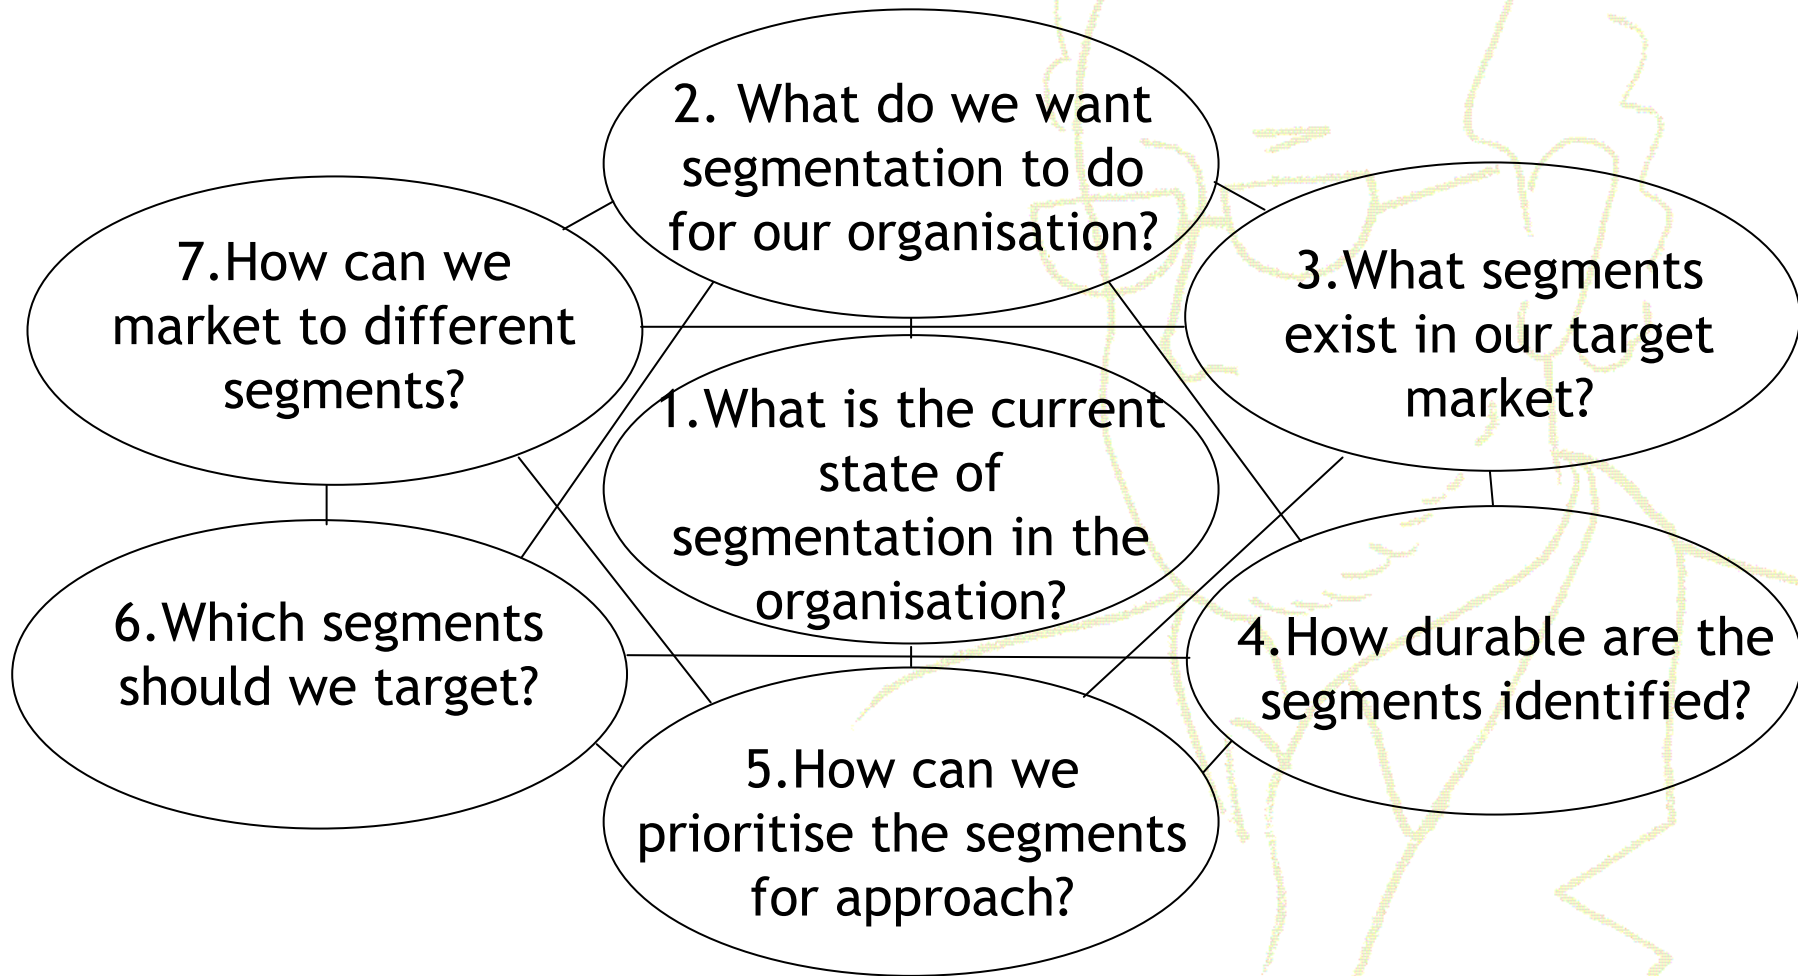 1.What is the current
state of
segmentation in the
organisation?
2. What do we want
segmentation to do
for our organisation?
3.What segments
exist in our target
market?
4.How durable are the
segments identified?
5.How can we
prioritise the segments
for approach?
6.Which segments
should we target?
7.How can we
market to different
segments?